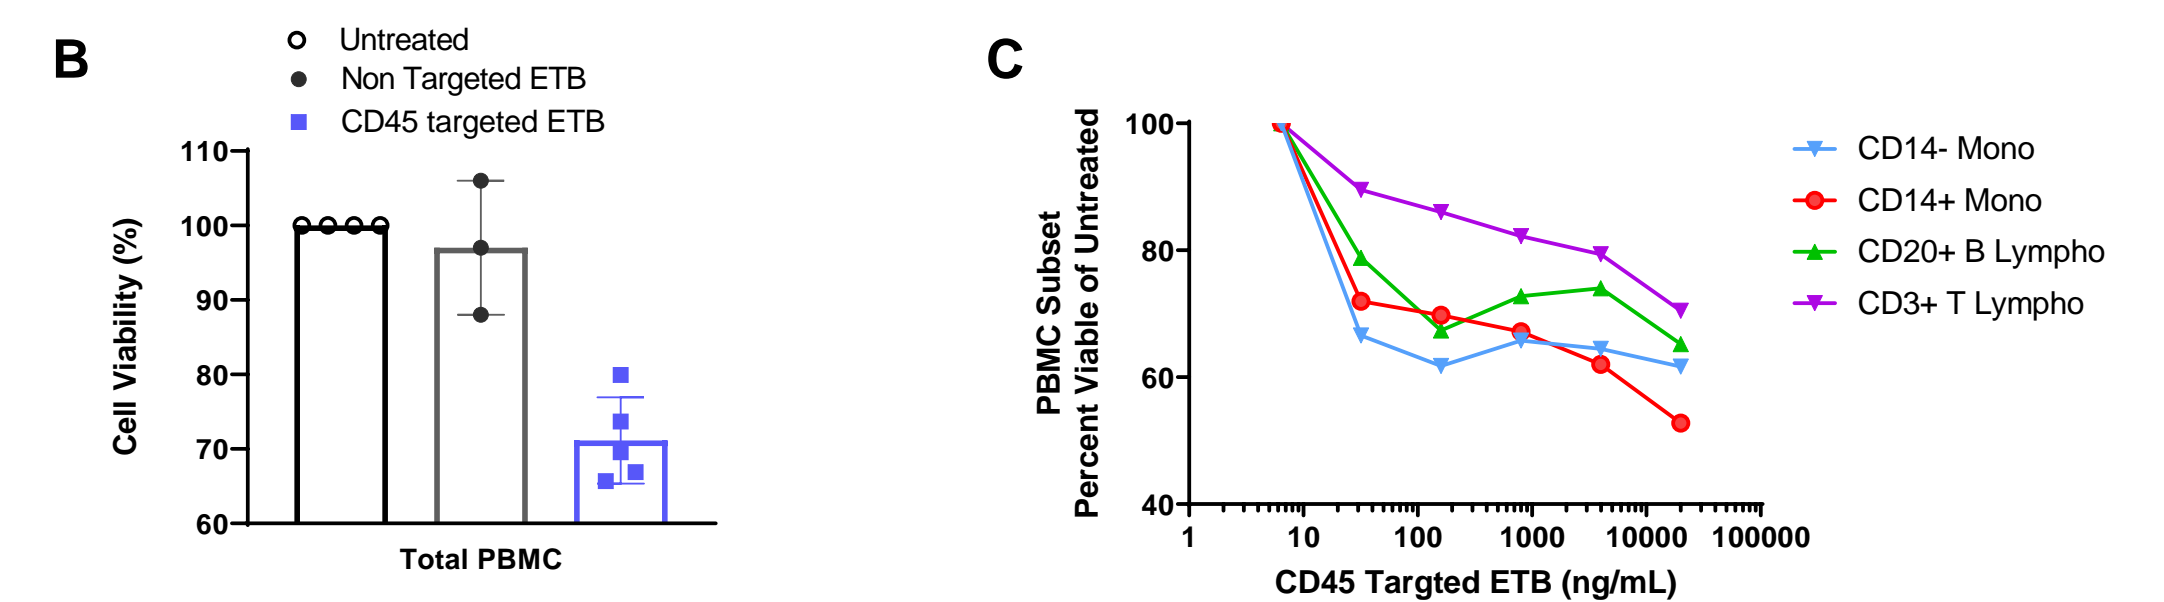 B
Untreated
Non Targeted ETB
CD45 targeted ETB
Cell Viability (%)
110
100
90
80
70
60
Total PBMC
C
PBMC Subset
Percent Viable of Untreated
100
80
60
40
1 10 100 1000 10000 100000
CD45 Targted ETB (ng/mL)
CD14- Mono
CD14+ Mono
CD20+ B Lympho
CD3+ T Lympho